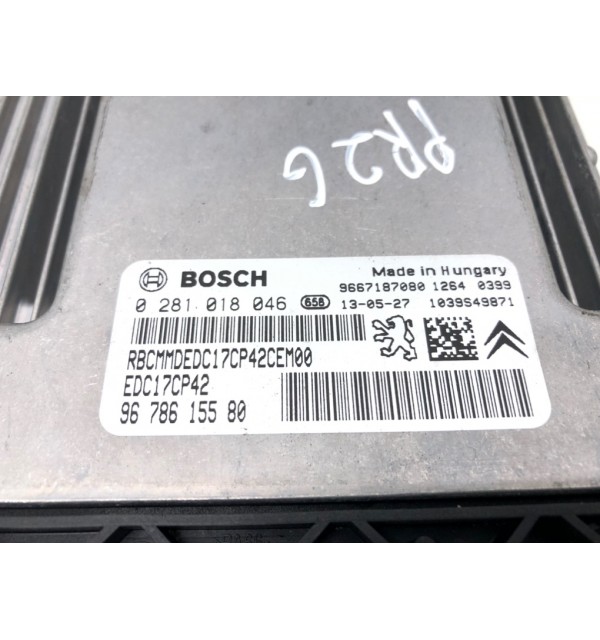 PR2G
BOSCH
Made in Hungary
9667187080 1264 0399
0 281 018 046 658 13-05-27 1039S49871
RBCMMDEDC17CP42CEM00
EDC17CP42
96 786 155 80